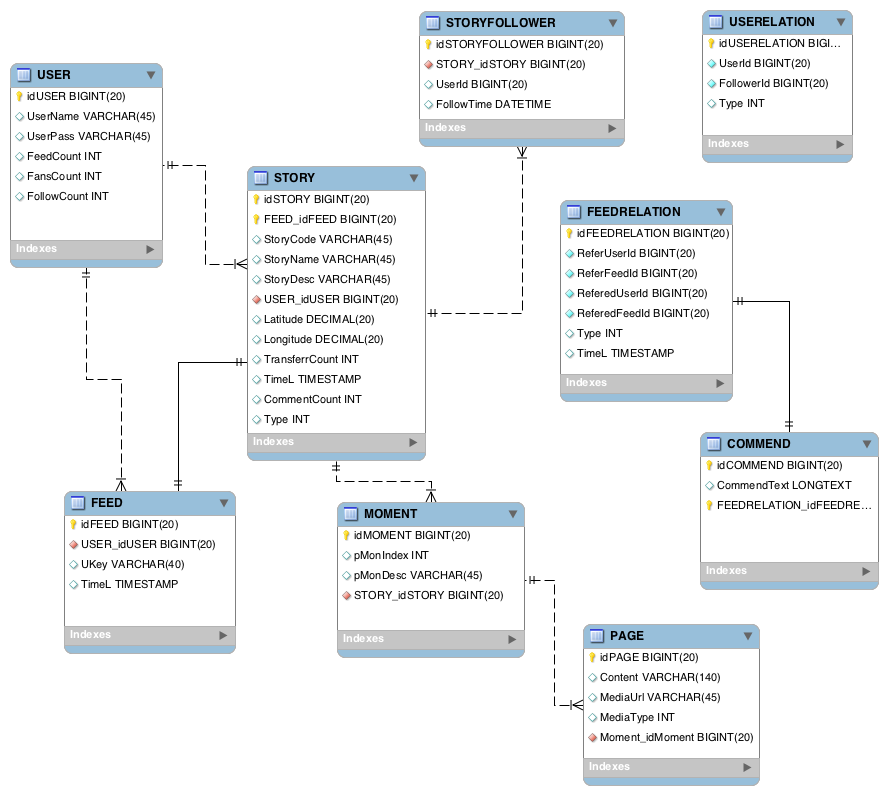 USER
idUSER BIGINT(20)
UserName VARCHAR(45)
UserPass VARCHAR(45)
FeedCount INT
FansCount INT
FollowCount INT
Indexes
STORYFOLLOWER
idSTORYFOLLOWER BIGINT(20)
STORY_idSTORY BIGINT(20)
UserId BIGINT(20)
FollowTime DATETIME
Indexes
USERELATION
idUSERELATION BIGI...
UserId BIGINT(20)
FollowerId BIGINT(20)
Type INT
Indexes
STORY
idSTORY BIGINT(20)
FEED_idFEED BIGINT(20)
StoryCode VARCHAR(45)
StoryName VARCHAR(45)
StoryDesc VARCHAR(45)
USER_idUSER BIGINT(20)
Latitude DECIMAL(20)
Longitude DECIMAL(20)
TransferrCount INT
TimeL TIMESTAMP
CommentCount INT
Type INT
Indexes
FEEDRELATION
idFEEDRELATION BIGINT(20)
ReferUserId BIGINT(20)
ReferFeedId BIGINT(20)
ReferedUserId BIGINT(20)
ReferedFeedId BIGINT(20)
Type INT
TimeL TIMESTAMP
Indexes
COMMEND
idCOMMEND BIGINT(20)
CommendText LONGTEXT
FEEDRELATION_idFEEDRE...
Indexes
FEED
idFEED BIGINT(20)
USER_idUSER BIGINT(20)
UKey VARCHAR(40)
TimeL TIMESTAMP
Indexes
MOMENT
idMOMENT BIGINT(20)
pMonIndex INT
pMonDesc VARCHAR(45)
STORY_idSTORY BIGINT(20)
Indexes
PAGE
idPAGE BIGINT(20)
Content VARCHAR(140)
MediaUrl VARCHAR(45)
MediaType INT
Moment_idMoment BIGINT(20)
Indexes